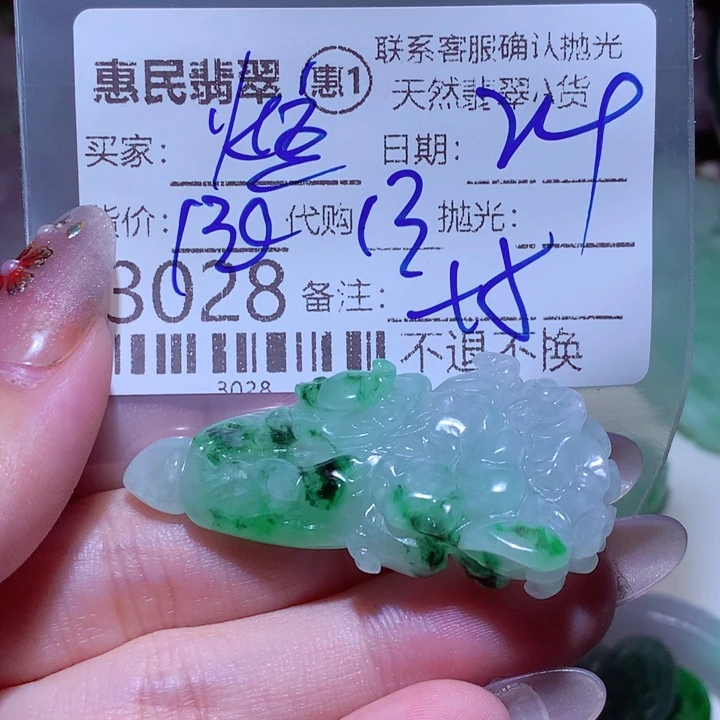 惠民翡翠 惠1 联系客服确认抛光
天然翡翠A货
买家: 日期: 24
货价: 130 代购 13 抛光:
3028 备注:
不退不换
3028